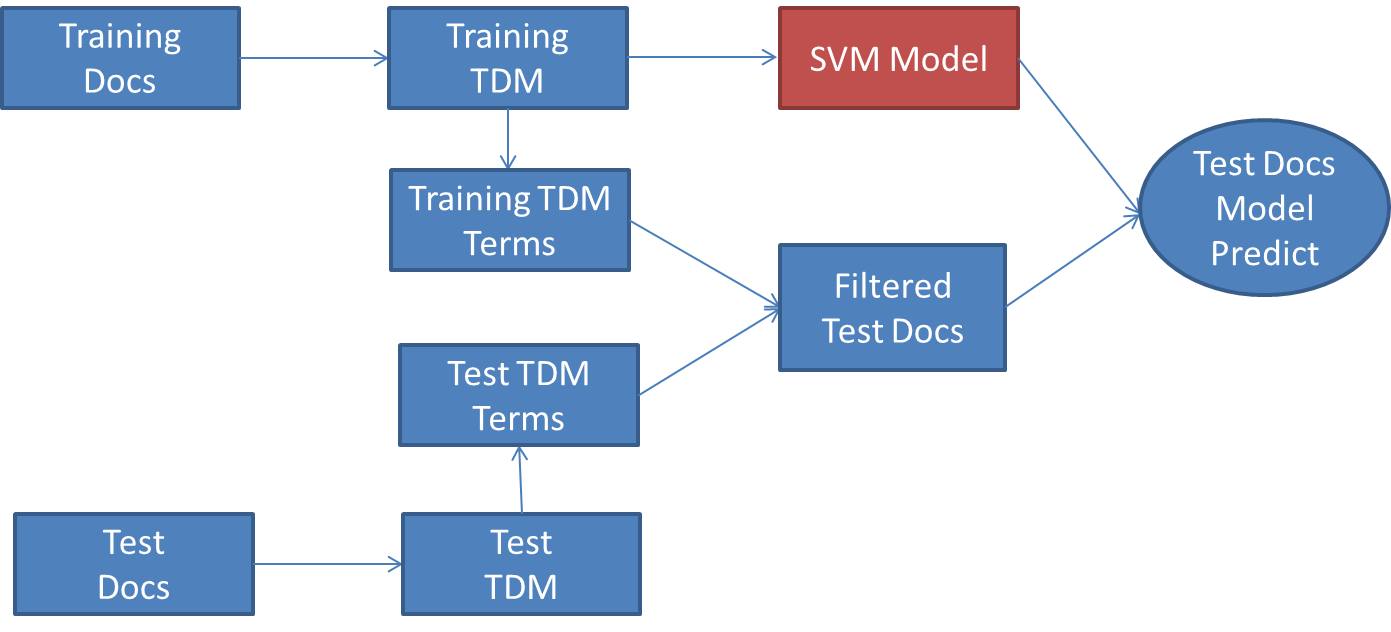 Training
Docs
Training
TDM
SVM Model
Training TDM
Terms
Test Docs
Model
Predict
Filtered
Test Docs
Test TDM
Terms
Test
Docs
Test
TDM